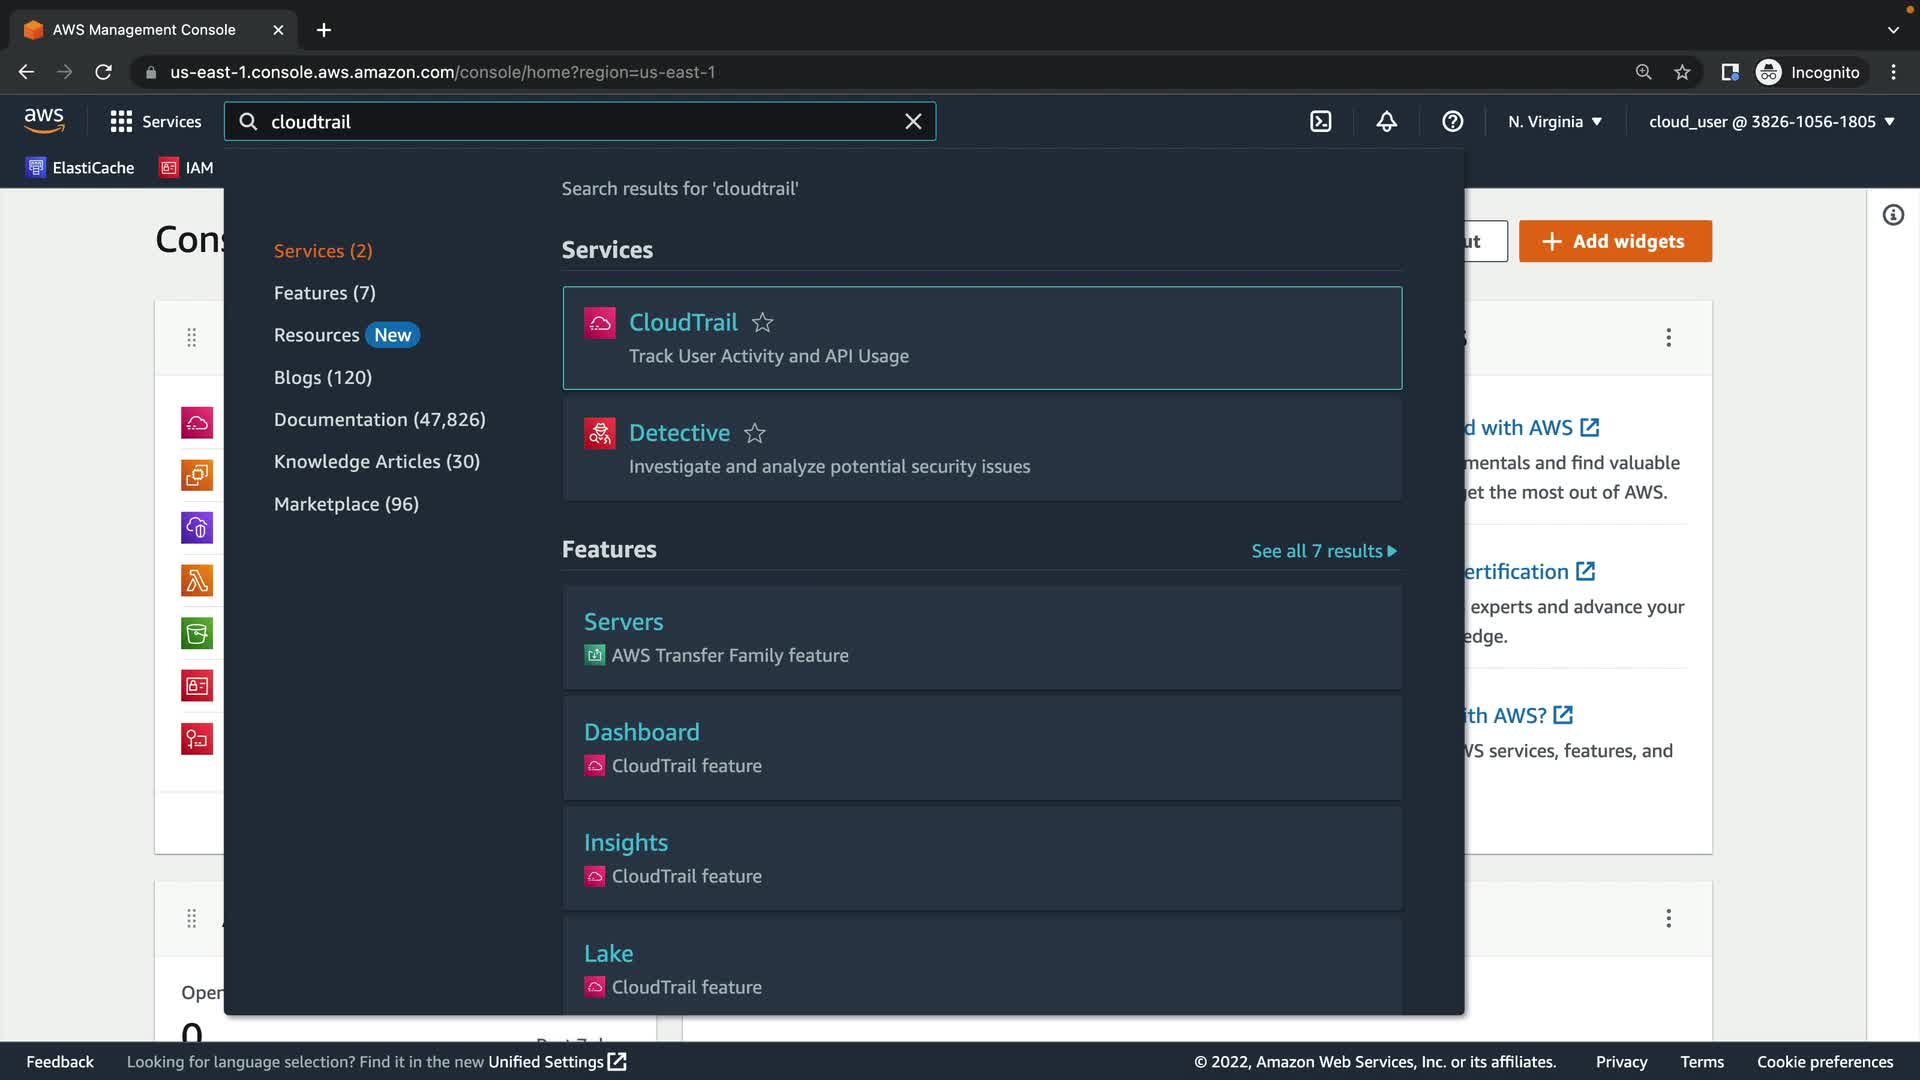 AWS Management Console
us-east-1.console.aws.amazon.com/console/home?region=us-east-1
Incognito
aws
Services
cloudtrail
N. Virginia
cloud_user @ 3826-1056-1805
ElastiCache
IAM
Search results for 'cloudtrail'
Cons
ut
Add widgets
Services (2)
Features (7)
Resources New
Blogs (120)
Documentation (47,826)
Knowledge Articles (30)
Marketplace (96)
Services
CloudTrail
Track User Activity and API Usage
Detective
Investigate and analyze potential security issues
Features
See all 7 results
Servers
AWS Transfer Family feature
Dashboard
CloudTrail feature
Insights
CloudTrail feature
Lake
CloudTrail feature
d with AWS
mentals and find valuable
get the most out of AWS.
ertification
experts and advance your
edge.
ith AWS?
WS services, features, and
Open
0
Feedback
Looking for language selection? Find it in the new Unified Settings
© 2022, Amazon Web Services, Inc. or its affiliates.
Privacy
Terms
Cookie preferences